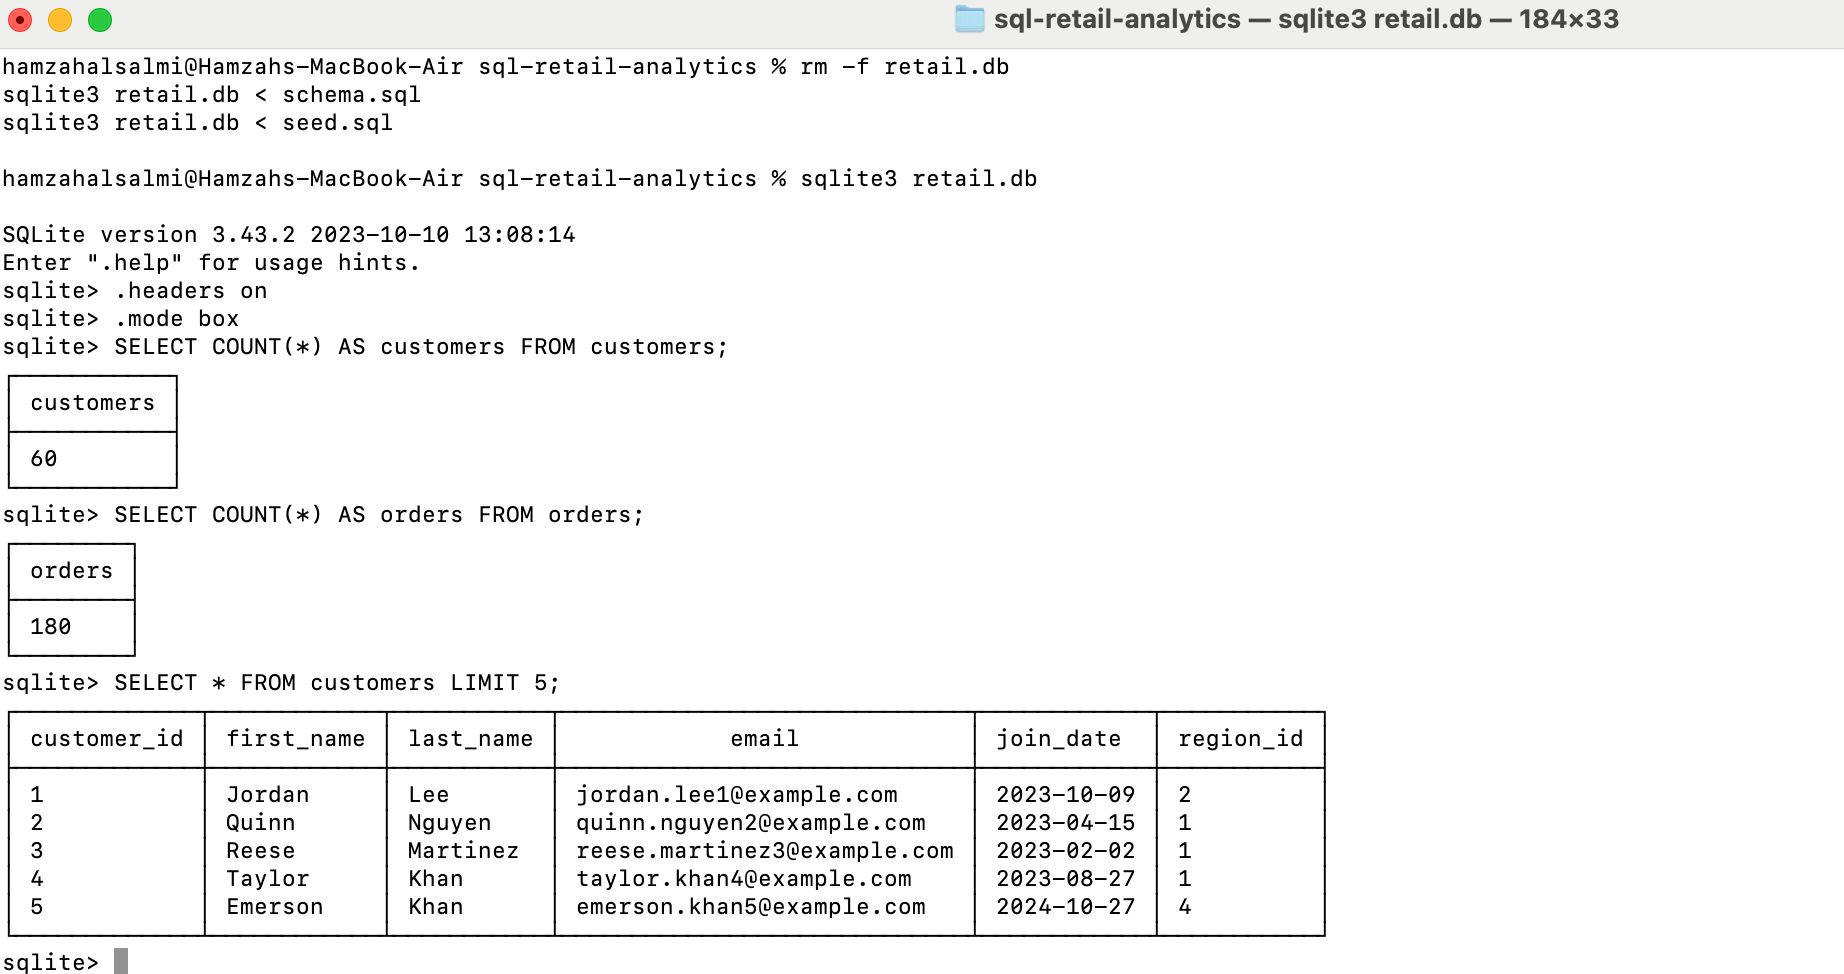 sql-retail-analytics — sqlite3 retail.db — 184×33
hamzahalsalmi@Hamzahs-MacBook-Air sql-retail-analytics % rm -f retail.db
sqlite3 retail.db < schema.sql
sqlite3 retail.db < seed.sql
hamzahalsalmi@Hamzahs-MacBook-Air sql-retail-analytics % sqlite3 retail.db
SQLite version 3.43.2 2023-10-10 13:08:14
Enter ".help" for usage hints.
sqlite> .headers on
sqlite> .mode box
sqlite> SELECT COUNT(*) AS customers FROM customers;
customers
60
sqlite> SELECT COUNT(*) AS orders FROM orders;
orders
180
sqlite> SELECT * FROM customers LIMIT 5;
customer_id first_name last_name email join_date region_id
1 Jordan Lee jordan.lee1@example.com 2023-10-09 2
2 Quinn Nguyen quinn.nguyen2@example.com 2023-04-15 1
3 Reese Martinez reese.martinez3@example.com 2023-02-02 1
4 Taylor Khan taylor.khan4@example.com 2023-08-27 1
5 Emerson Khan emerson.khan5@example.com 2024-10-27 4
sqlite>